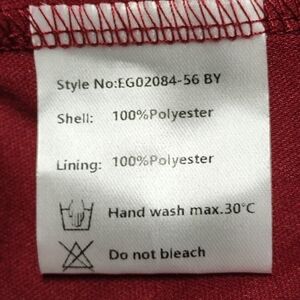 Style No:EG02084-56 BY
Shell: 100%Polyester
Lining: 100%Polyester
Hand wash max.30°C
Do not bleach